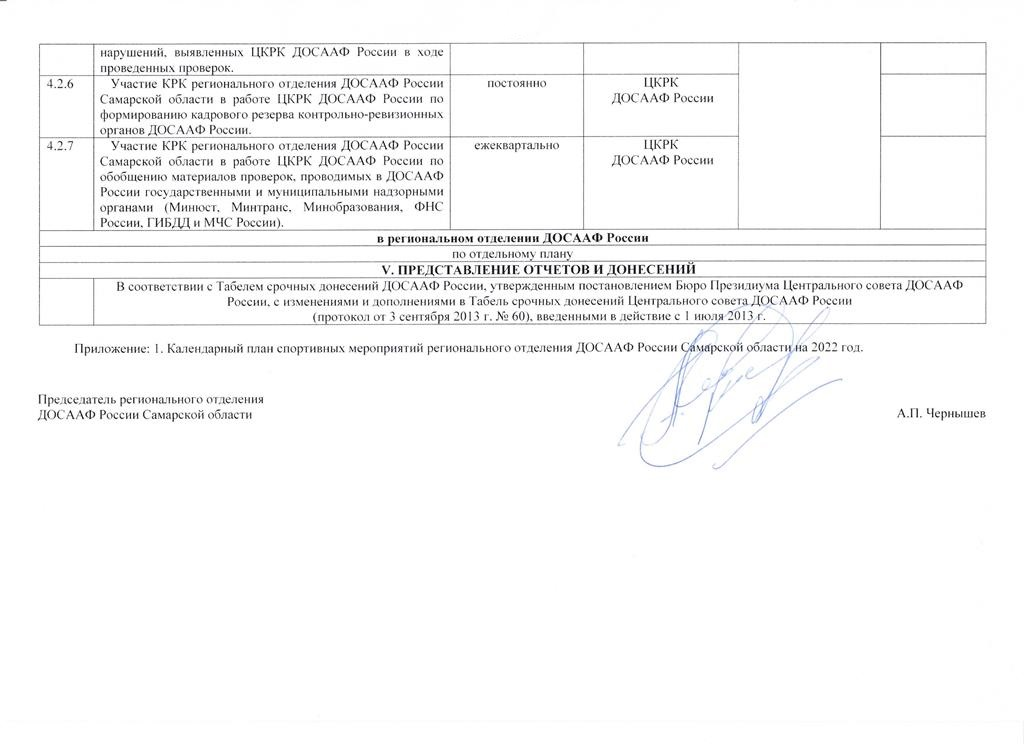 нарушений, выявленных ЦКРК ДОСААФ России в ходе
проведенных проверок.
4.2.6 Участие КРК регионального отделения ДОСААФ России постоянно ЦКРК
Самарской области в работе ЦКРК ДОСААФ России по ДОСААФ России
формированию кадрового резерва контрольно-ревизионных
органов ДОСААФ России.
4.2.7 Участие КРК регионального отделения ДОСААФ России ежеквартально ЦКРК
Самарской области в работе ЦКРК ДОСААФ России по ДОСААФ России
обобщению материалов проверок, проводимых в ДОСААФ
России государственными и муниципальными надзорными
органами (Минюст, Минтранс, Минобразования, ФНС
России, ГИБДД и МЧС России).
в региональном отделении ДОСААФ России
по отдельному плану
V. ПРЕДСТАВЛЕНИЕ ОТЧЕТОВ И ДОНЕСЕНИЙ
В соответствии с Табелем срочных донесений ДОСААФ России, утвержденным постановлением Бюро Президиума Центрального совета ДОСААФ
России, с изменениями и дополнениями в Табель срочных донесений Центрального совета ДОСААФ России
(протокол от 3 сентября 2013 г. № 60), введенными в действие с 1 июля 2013 г.
Приложение: 1. Календарный план спортивных мероприятий регионального отделения ДОСААФ России Самарской области на 2022 год.
Председатель регионального отделения
ДОСААФ России Самарской области А.П. Чернышев